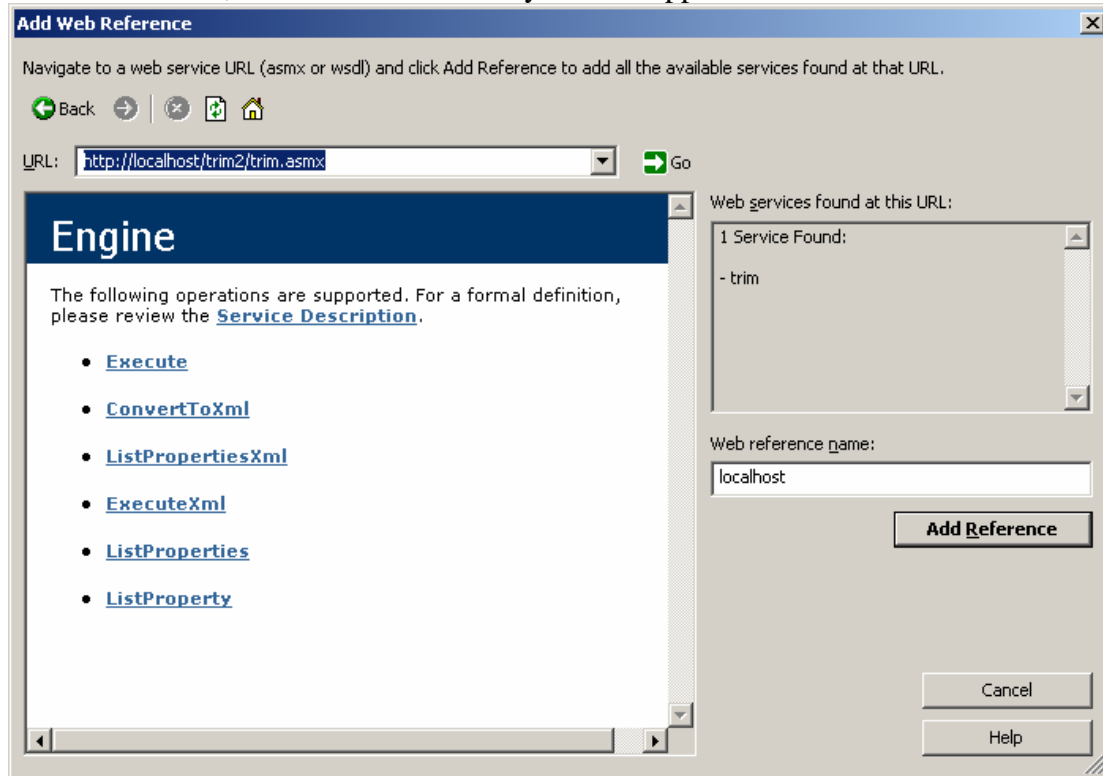 Add Web Reference
Navigate to a web service URL (asmx or wsdl) and click Add Reference to add all the available services found at that URL.
Back
URL: http://localhost/trim2/trim.asmx Go
Engine
The following operations are supported. For a formal definition,
please review the Service Description.
Execute
ConvertToXml
ListPropertiesXml
ExecuteXml
ListProperties
ListProperty
Web services found at this URL:
1 Service Found:
- trim
Web reference name:
localhost
Add Reference
Cancel
Help